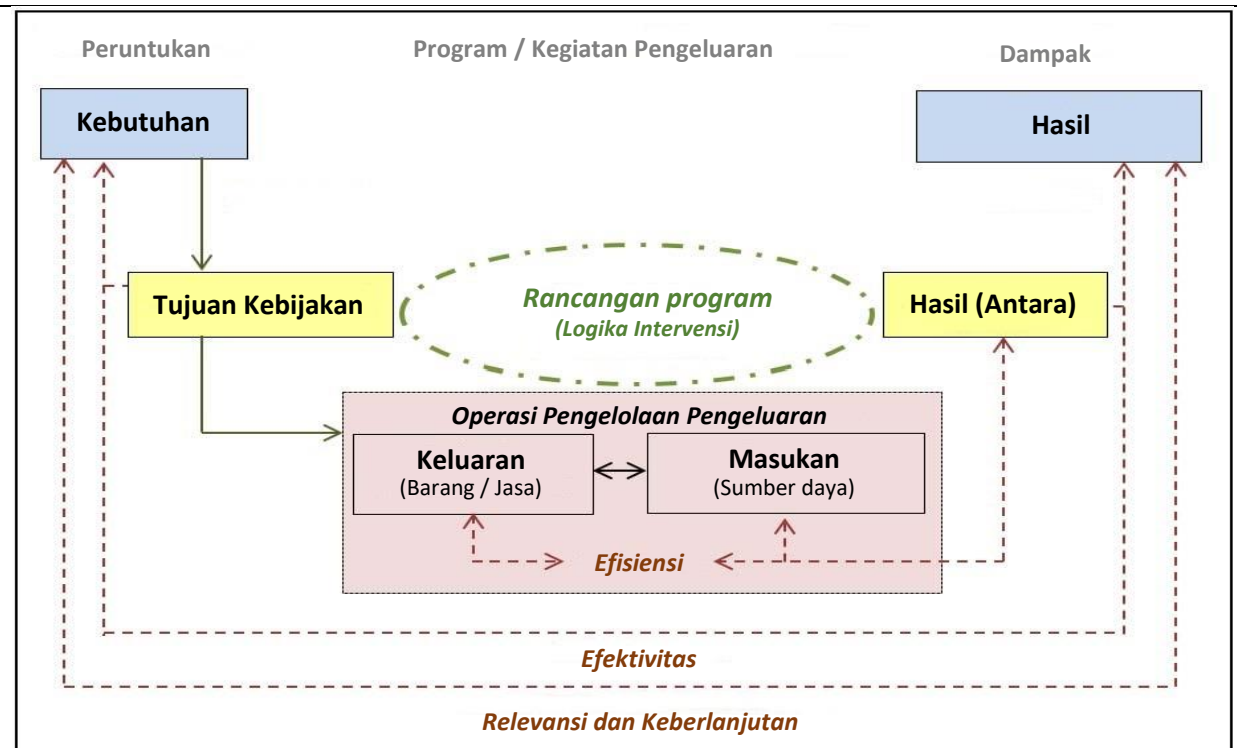 Peruntukan
Program / Kegiatan Pengeluaran
Dampak
Kebutuhan
Hasil
Tujuan Kebijakan
Rancangan program
(Logika Intervensi)
Hasil (Antara)
Operasi Pengelolaan Pengeluaran
Keluaran
(Barang / Jasa)
Masukan
(Sumber daya)
Efisiensi
Efektivitas
Relevansi dan Keberlanjutan